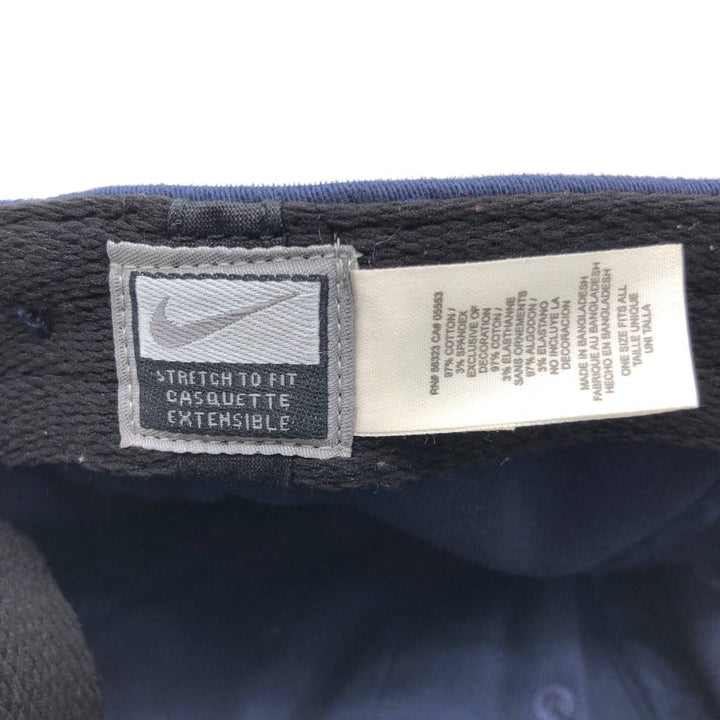 STRETCH TO FIT
CASQUETTE
EXTENSIBLE
RN# 56323 CA# 05553
97% COTTON /
3% SPANDEX
EXCLUSIVE OF
DECORATION
97% COTTON /
3% ELASTHANNE
SANS ORNEMENTS
97% ALGODON /
3% ELASTANO
NO INCLUYE LA
DECORACION
MADE IN BANGLADESH
FABRIQUE AU BANGLADESH
HECHO EN BANGLADESH
ONE SIZE FITS ALL
TAILLE UNIQUE
UNI TALLA